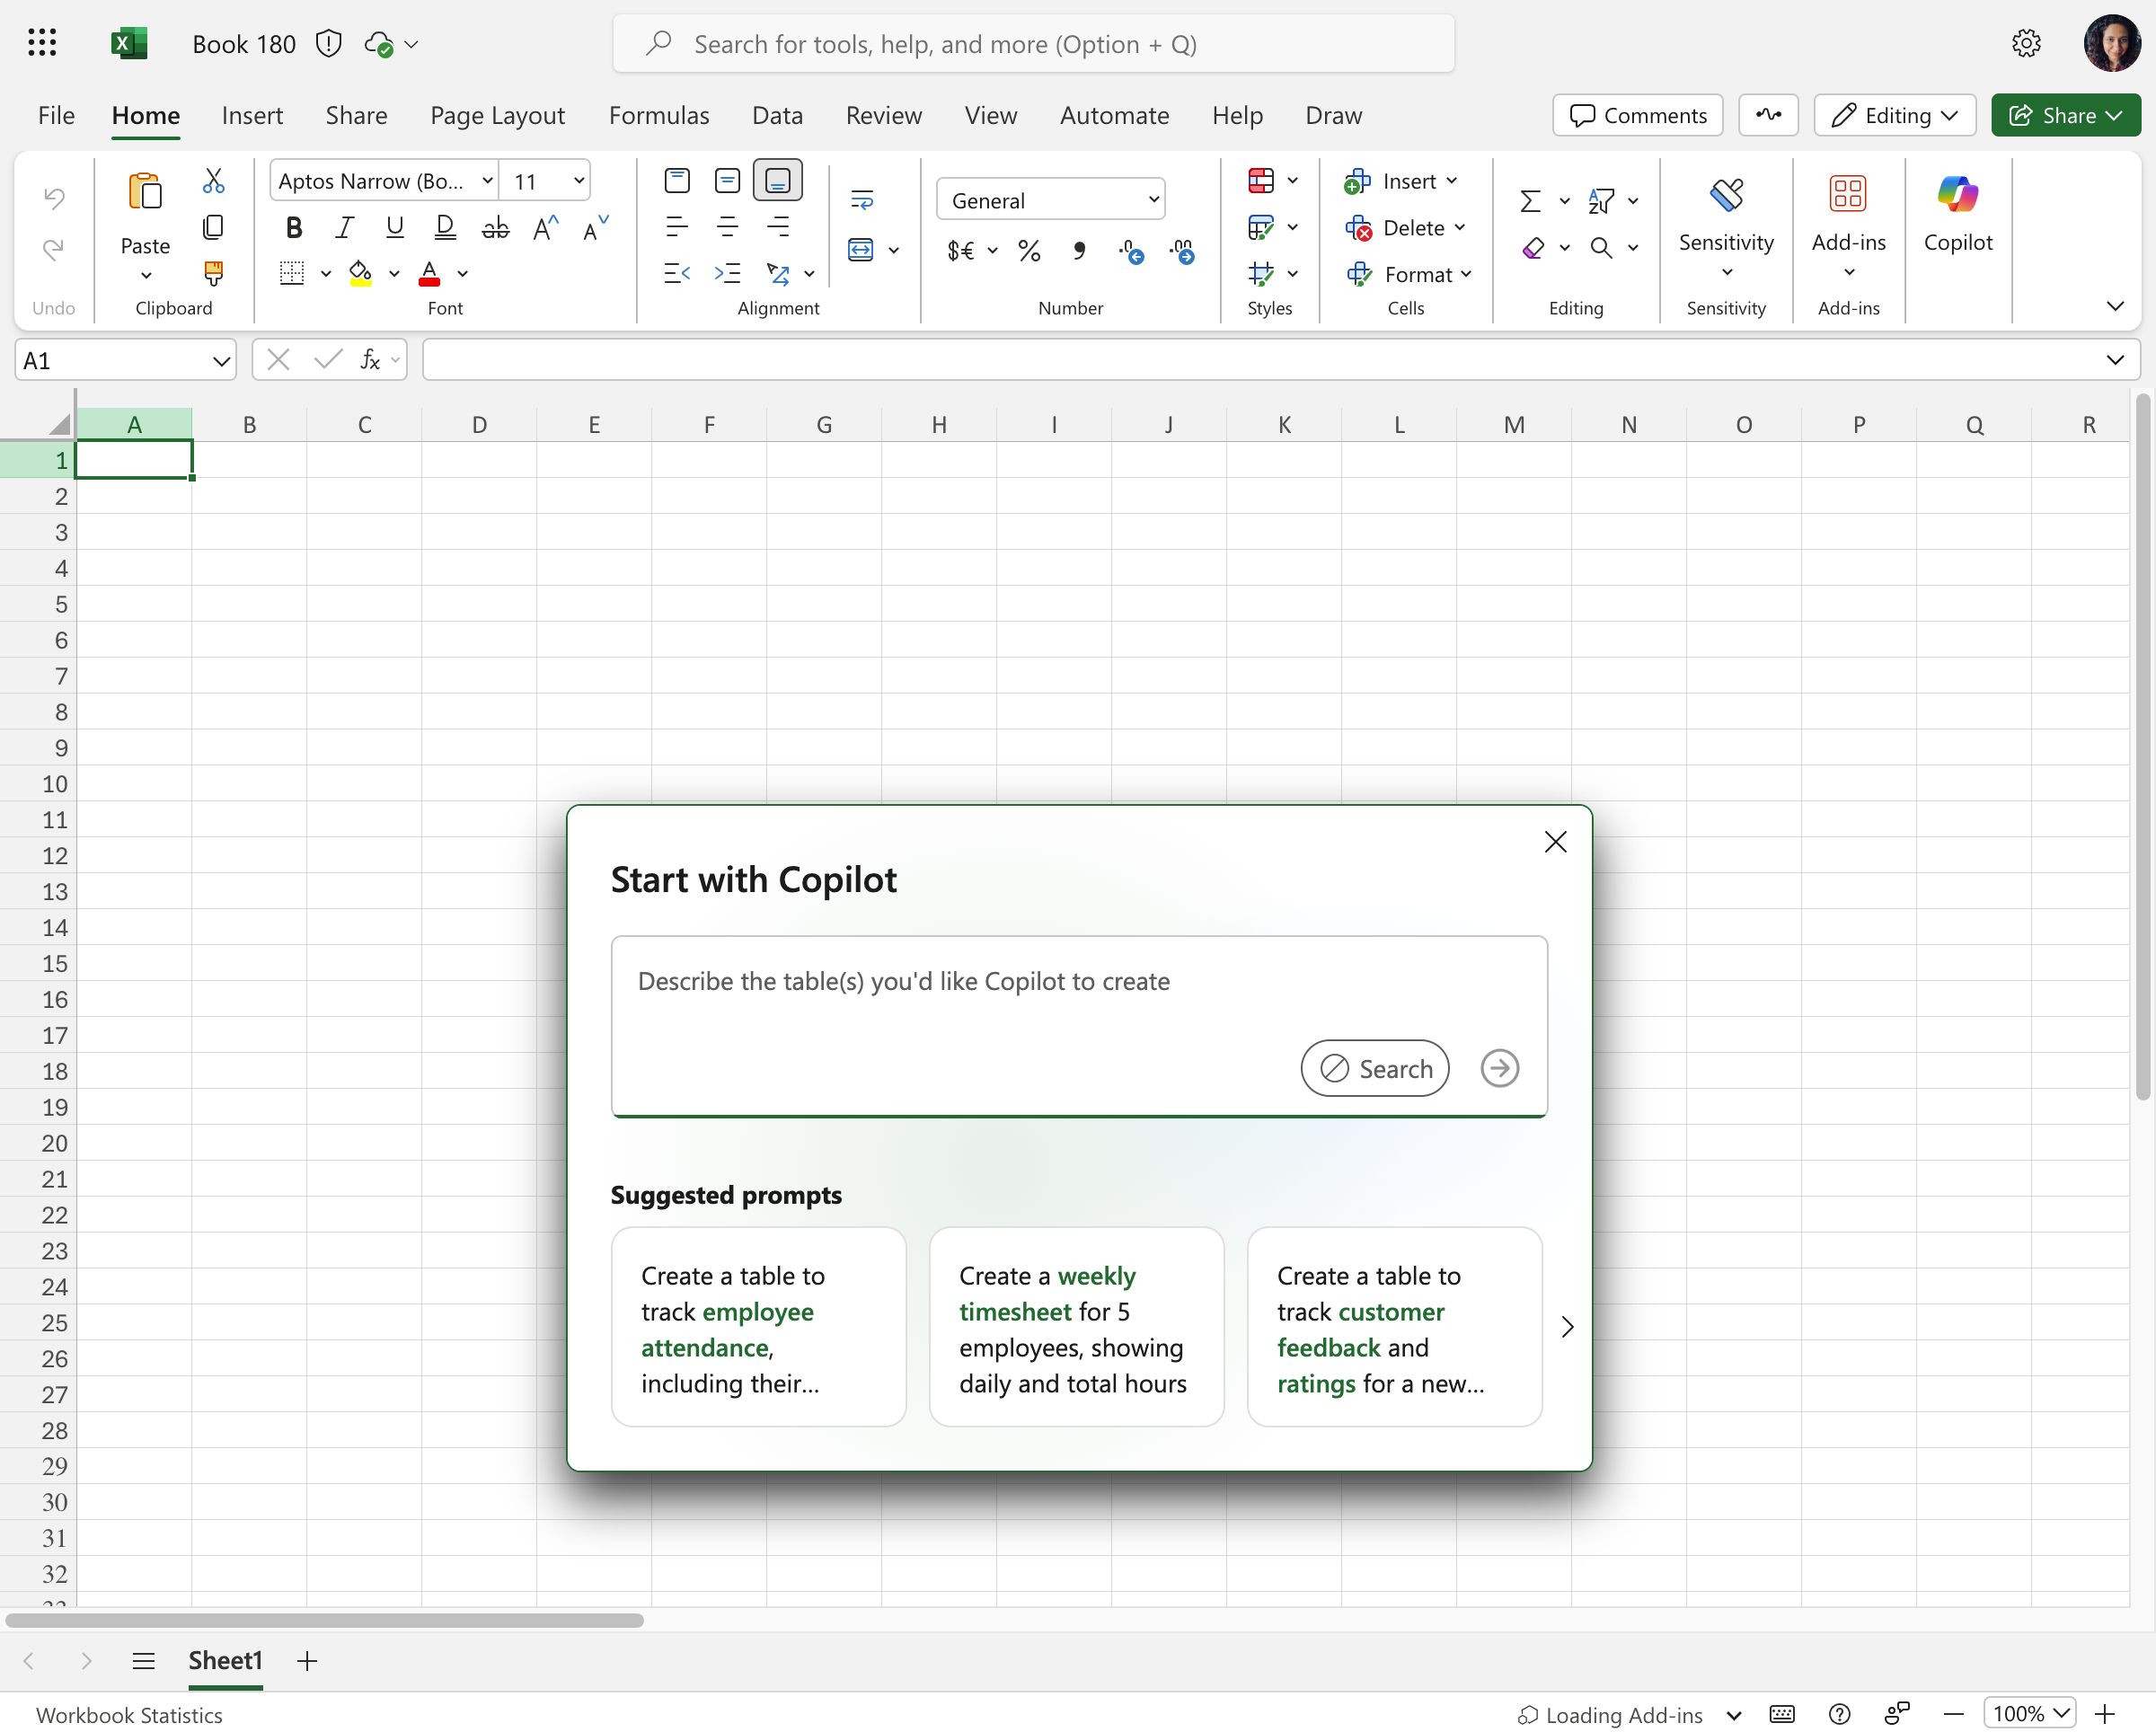 Book 180
Search for tools, help, and more (Option + Q)
File Home Insert Share Page Layout Formulas Data Review View Automate Help Draw
Comments Editing Share
Paste
Undo
Clipboard
Aptos Narrow (Bo... 11
B I U D ab A A
A
Font
Alignment
General
$€ % 9 .0 .00
Number
Styles
Insert
Delete
Format
Cells
Editing
Sensitivity
Sensitivity
Add-ins
Add-ins
Copilot
A1 fx
A B C D E F G H I J K L M N O P Q R
1
2
3
4
5
6
7
8
9
10
11
12
13
14
15
16
17
18
19
20
21
22
23
24
25
26
27
28
29
30
31
32
33
Start with Copilot
Describe the table(s) you'd like Copilot to create
Search
Suggested prompts
Create a table to
track employee
attendance,
including their...
Create a weekly
timesheet for 5
employees, showing
daily and total hours
Create a table to
track customer
feedback and
ratings for a new...
Sheet1
Workbook Statistics
Loading Add-ins
100%